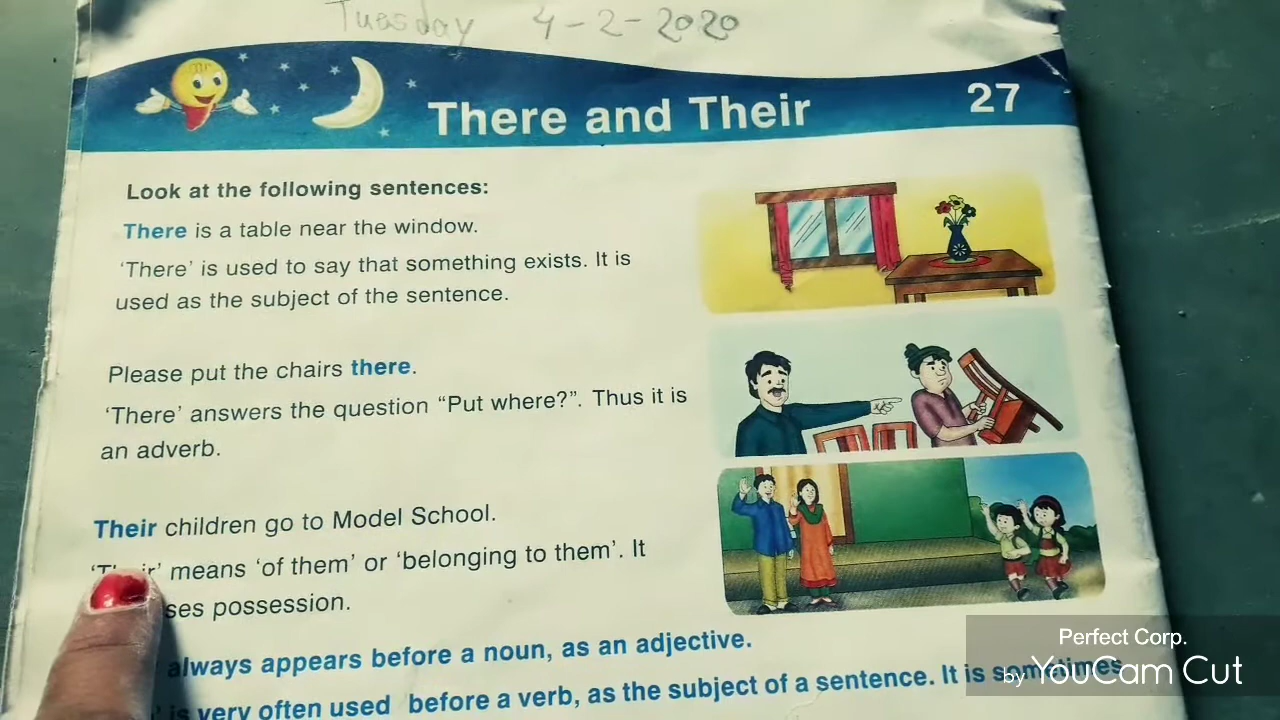 Tuesday 4-2-2020
There and Their 27
Look at the following sentences:
There is a table near the window.
'There' is used to say that something exists. It is
used as the subject of the sentence.
Please put the chairs there.
'There' answers the question "Put where?". Thus it is
an adverb.
Their children go to Model School.
means 'of them' or 'belonging to them'. It
possession.
always appears before a noun, as an adjective.
is very often used before a verb, as the subject of a sentence. It is sometimes
Perfect Corp.
by YouCam Cut